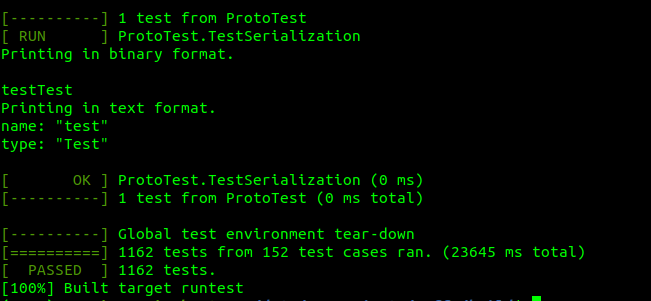 [----------] 1 test from ProtoTest
[ RUN      ] ProtoTest.TestSerialization
Printing in binary format.
testTest
Printing in text format.
name: "test"
type: "Test"
[       OK ] ProtoTest.TestSerialization (0 ms)
[----------] 1 test from ProtoTest (0 ms total)
[----------] Global test environment tear-down
[==========] 1162 tests from 152 test cases ran. (23645 ms total)
[  PASSED  ] 1162 tests.
[100%] Built target runtest